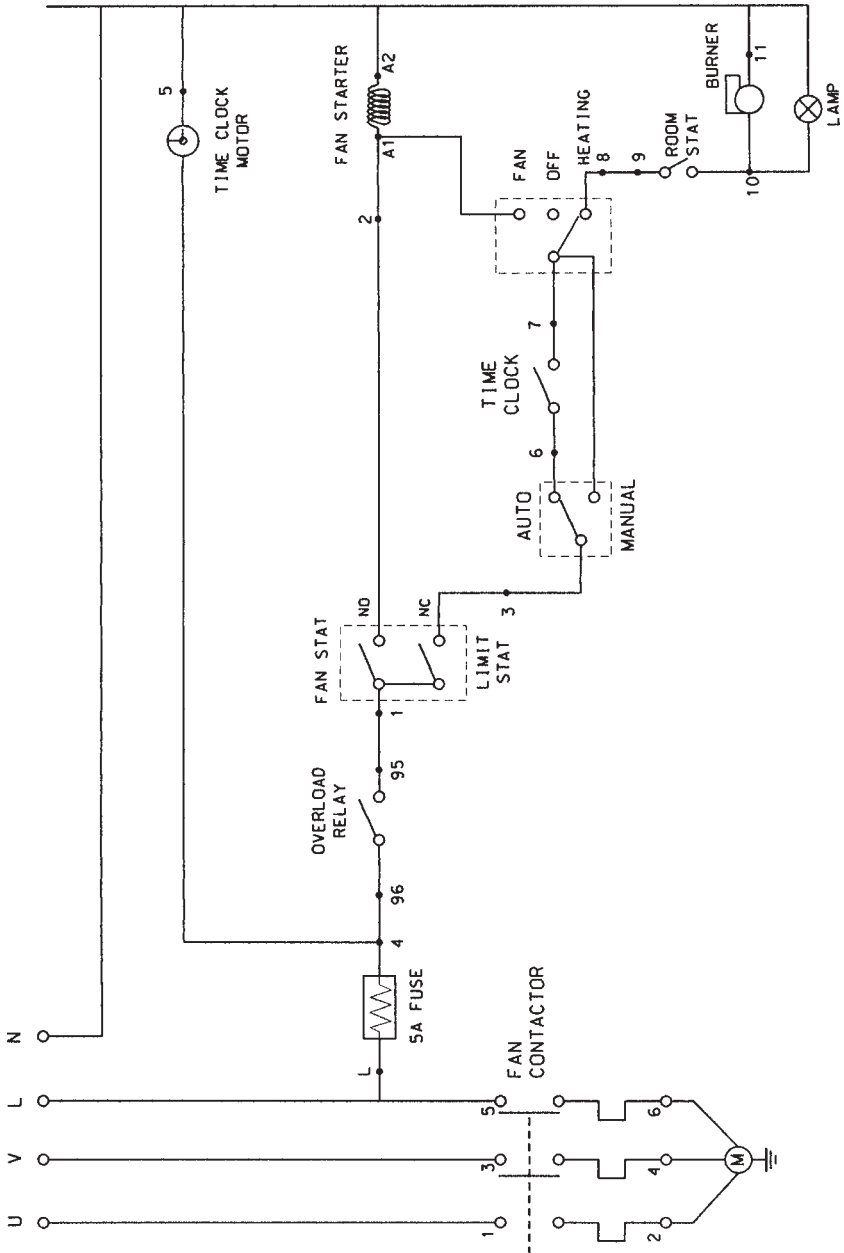 U
V
L
N
5
TIME CLOCK
MOTOR
L
5A FUSE
4
96
OVERLOAD
RELAY
95
1
FAN STAT
NO
NC
LIMIT
STAT
2
FAN STARTER
A1
A2
3
AUTO
MANUAL
6
TIME
CLOCK
7
FAN
OFF
HEATING
8
9
ROOM
STAT
10
BURNER
11
LAMP
FAN
CONTACTOR
1
3
5
2
4
6
M